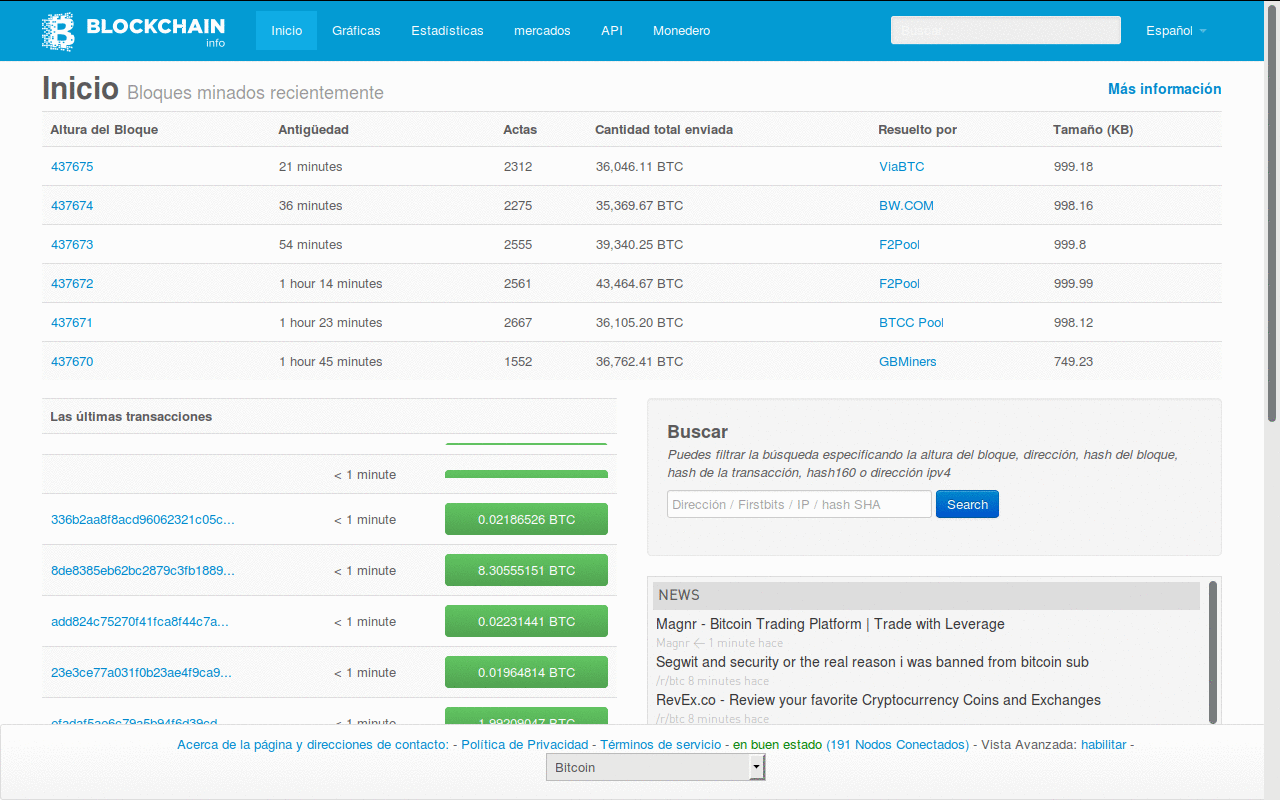 BLOCKCHAIN
info
Inicio Gráficas Estadísticas mercados API Monedero Buscar Español
Inicio Bloques minados recientemente
Más información
Altura del Bloque Antigüedad Actas Cantidad total enviada Resuelto por Tamaño (KB)
437675 21 minutes 2312 36,046.11 BTC ViaBTC 999.18
437674 36 minutes 2275 35,369.67 BTC BW.COM 998.16
437673 54 minutes 2555 39,340.25 BTC F2Pool 999.8
437672 1 hour 14 minutes 2561 43,464.67 BTC F2Pool 999.99
437671 1 hour 23 minutes 2667 36,105.20 BTC BTCC Pool 998.12
437670 1 hour 45 minutes 1552 36,762.41 BTC GBMiners 749.23
Las últimas transacciones
< 1 minute
336b2aa8f8acd96062321c05c... < 1 minute 0.02186526 BTC
8de8385eb62bc2879c3fb1889... < 1 minute 8.30555151 BTC
add824c75270f41fca8f44c7a... < 1 minute 0.02231441 BTC
23e3ce77a031f0b23ae4f9ca9... < 1 minute 0.01964814 BTC
< 1 minute 1.99209047 BTC
Buscar
Puedes filtrar la búsqueda especificando la altura del bloque, dirección, hash del bloque,
hash de la transacción, hash160 o dirección ipv4
Dirección / Firstbits / IP / hash SHA Search
NEWS
Magnr - Bitcoin Trading Platform | Trade with Leverage
Magnr <- 1 minute hace
Segwit and security or the real reason i was banned from bitcoin sub
/r/btc 8 minutes hace
RevEx.co - Review your favorite Cryptocurrency Coins and Exchanges
/r/btc 8 minutes hace
Acerca de la página y direcciones de contacto: - Política de Privacidad - Términos de servicio - en buen estado (191 Nodos Conectados) - Vista Avanzada: habilitar -
Bitcoin